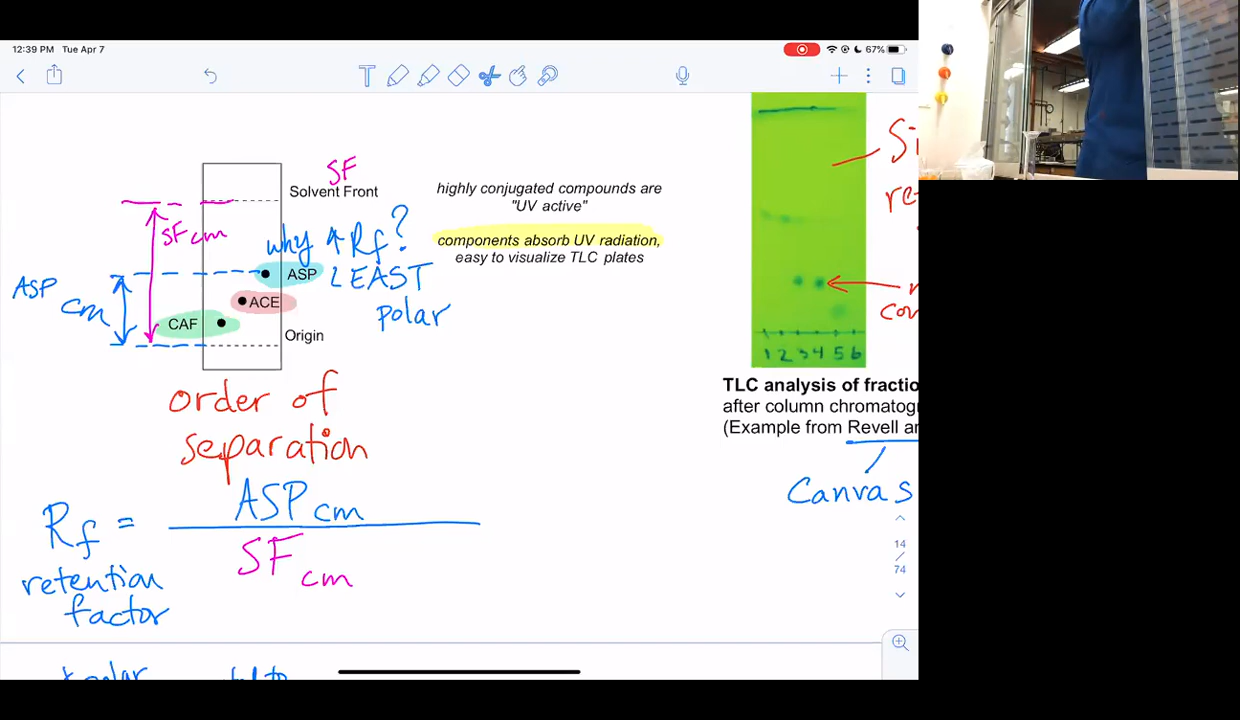 12:39 PM Tue Apr 7
67%
SF
Solvent Front
SF cm
why ↑ Rf?
ASP
LEAST
polar
ACE
CAF
Origin
ASP
cm
order of
separation
Rf = ASP cm
SF cm
retention
factor
highly conjugated compounds are
"UV active"
components absorb UV radiation,
easy to visualize TLC plates
1 2 3 4 5 6
TLC analysis of fractio
after column chromatogr
(Example from Revell an
Canvas
14
74